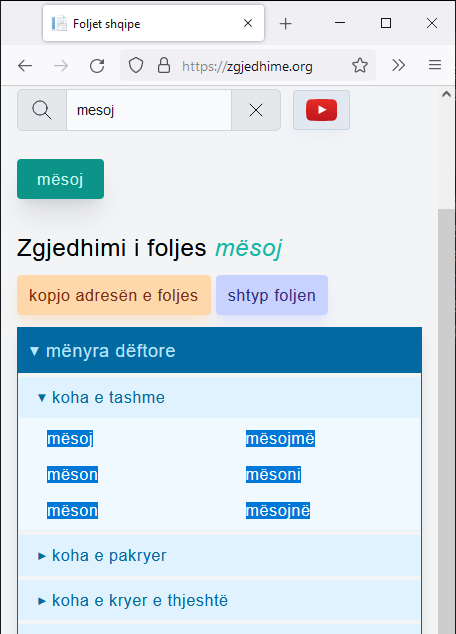 Foljet shqipe
https://zgjedhime.org
mesoj
mësoj
Zgjedhimi i foljes mësoj
kopjo adresën e foljes shtyp foljen
▾ mënyra dëftore
▾ koha e tashme
mësoj mësojmë
mëson mësoni
mëson mësojnë
▸ koha e pakryer
▸ koha e kryer e thjeshtë